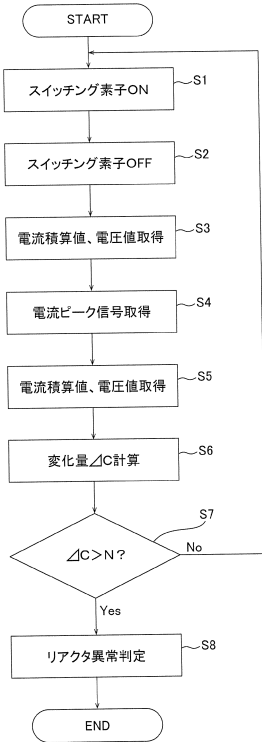 START
スイッチング素子ON
S1
スイッチング素子OFF
S2
電流積算値、電圧値取得
S3
電流ピーク信号取得
S4
電流積算値、電圧値取得
S5
変化量⊿C計算
S6
⊿C>N?
S7
No
Yes
リアクタ異常判定
S8
END